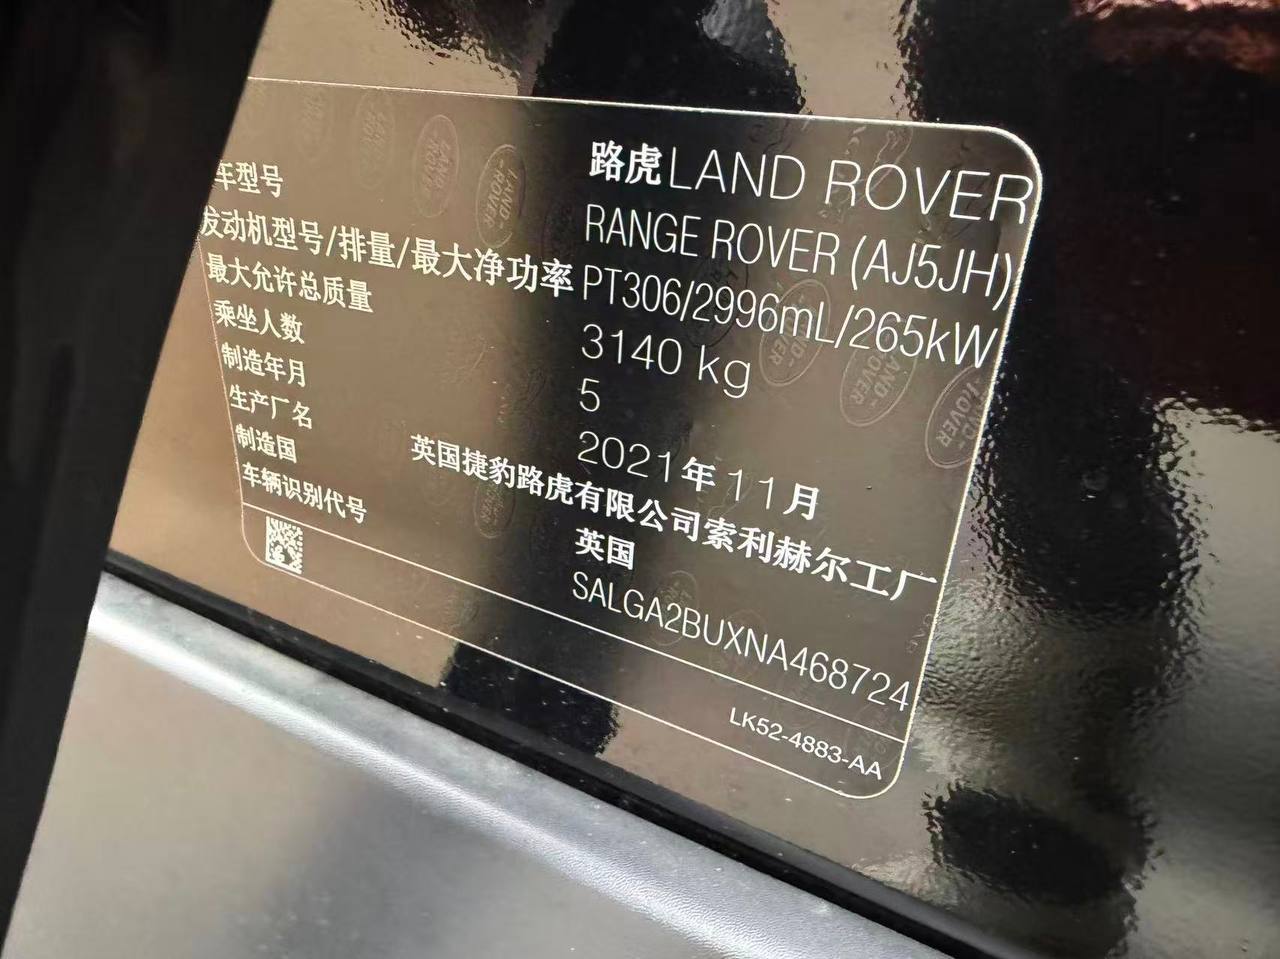 路虎LAND ROVER
车型号 RANGE ROVER (AJ5JH)
发动机型号/排量/最大净功率 PT306/2996mL/265kW
最大允许总质量 3140 kg
乘坐人数 5
制造年月 2021年11月
生产厂名 英国捷豹路虎有限公司索利赫尔工厂
制造国 英国
车辆识别代号 SALGA2BUXNA468724
LK52-4883-AA